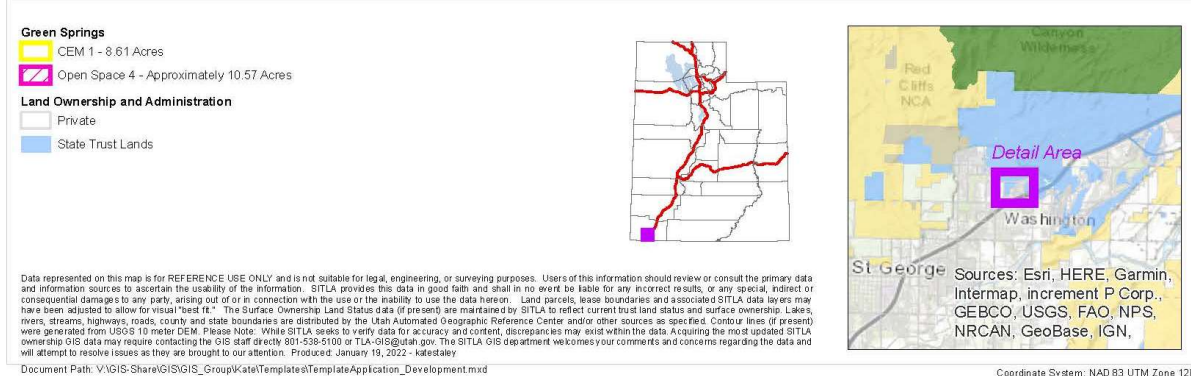 Green Springs
CEM 1 - 8.61 Acres
Open Space 4 - Approximately 10.57 Acres
Land Ownership and Administration
Private
State Trust Lands
Canyon
Wilderness
Red
Cliffs
NCA
Detail Area
Washington
St George
Sources: Esri, HERE, Garmin,
Intermap, increment P Corp.,
GEBCO, USGS, FAO, NPS,
NRCAN, GeoBase, IGN,
Data represented on this map is for REFERENCE USE ONLY and is not suitable for legal, engineering, or surveying purposes. Users of this information should review or consult the primary data
and information sources to ascertain the usability of the information. SITLA provides this data in good faith and shall in no event be liable for any incorrect results, or any special, indirect or
consequential damages to any party, arising out of or in connection with the use or the inability to use the data hereon. Land parcels, lease boundaries and associated SITLA data layers may
have been adjusted to allow for visual "best fit." The Surface Ownership Land Status data (if present) are maintained by SITLA to reflect current trust land status and surface ownership. Lakes,
rivers, streams, highways, roads, county and state boundaries are distributed by the Utah Automated Geographic Reference Center and/or other sources as specified. Contour lines (if present)
were generated from USGS 10 meter DEM. Please Note: While SITLA seeks to verify data for accuracy and content, discrepancies may exist within the data. Acquiring the most updated SITLA
ownership GIS data may require contacting the GIS staff directly 801-538-5100 or TLA-GIS@utah.gov. The SITLA GIS department welcomes your comments and concerns regarding the data and
will attempt to resolve issues as they are brought to our attention. Produced: January 19, 2022 - katestaley
Document Path: V:\GIS-Share\GIS\GIS_Group\Kate\Templates\TemplateApplication_Development.mxd
Coordinate System: NAD 83 UTM Zone